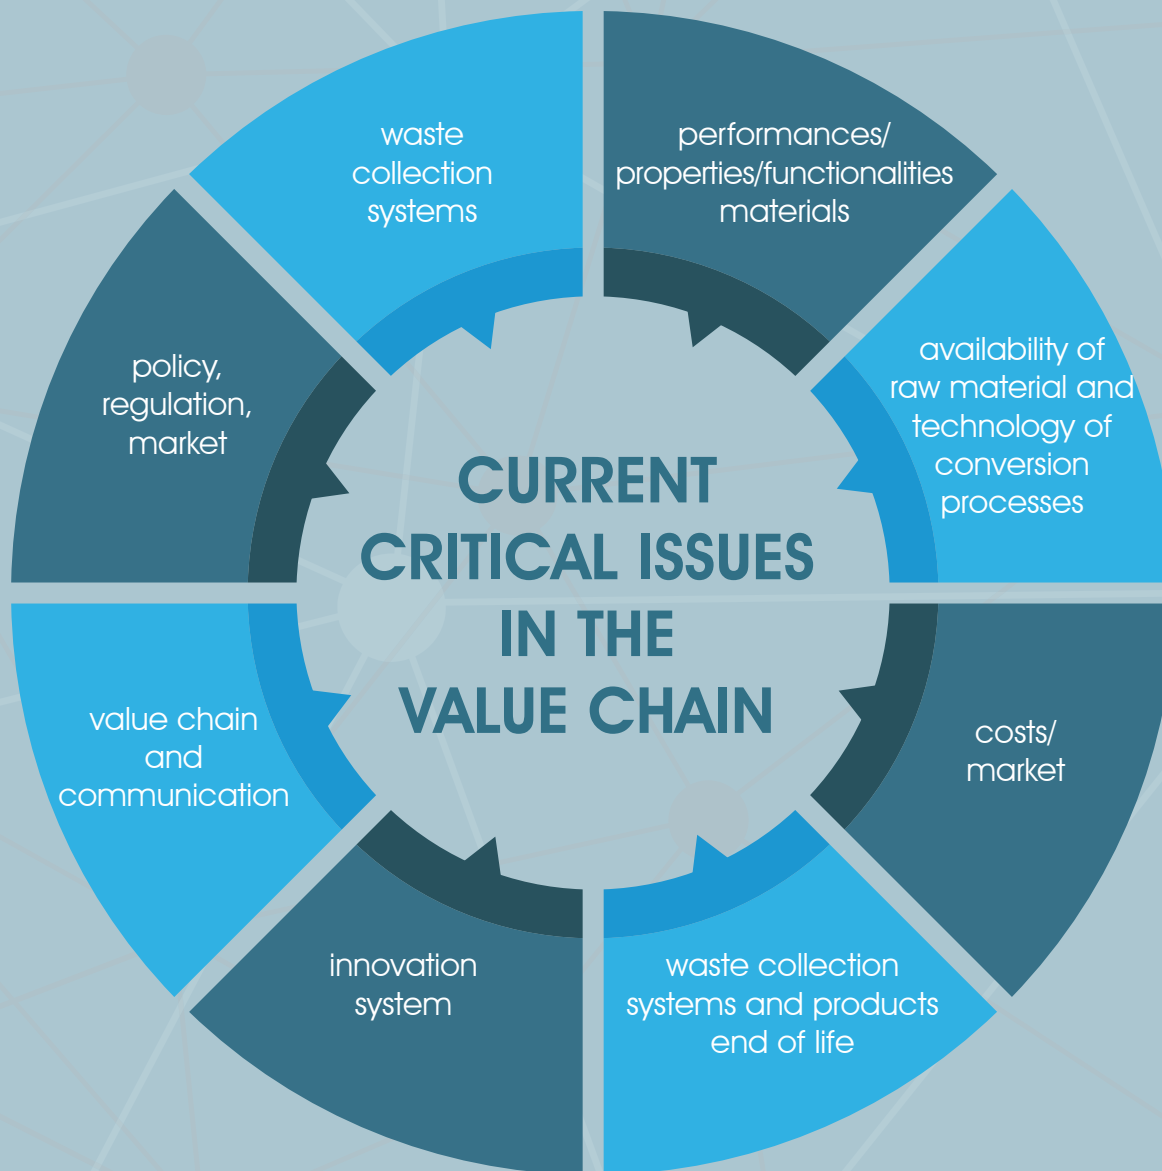 waste
collection
systems
performances/
properties/functionalities
materials
availability of
raw material and
technology of
conversion
processes
costs/
market
waste collection
systems and products
end of life
innovation
system
value chain
and
communication
policy,
regulation,
market
CURRENT
CRITICAL ISSUES
IN THE
VALUE CHAIN